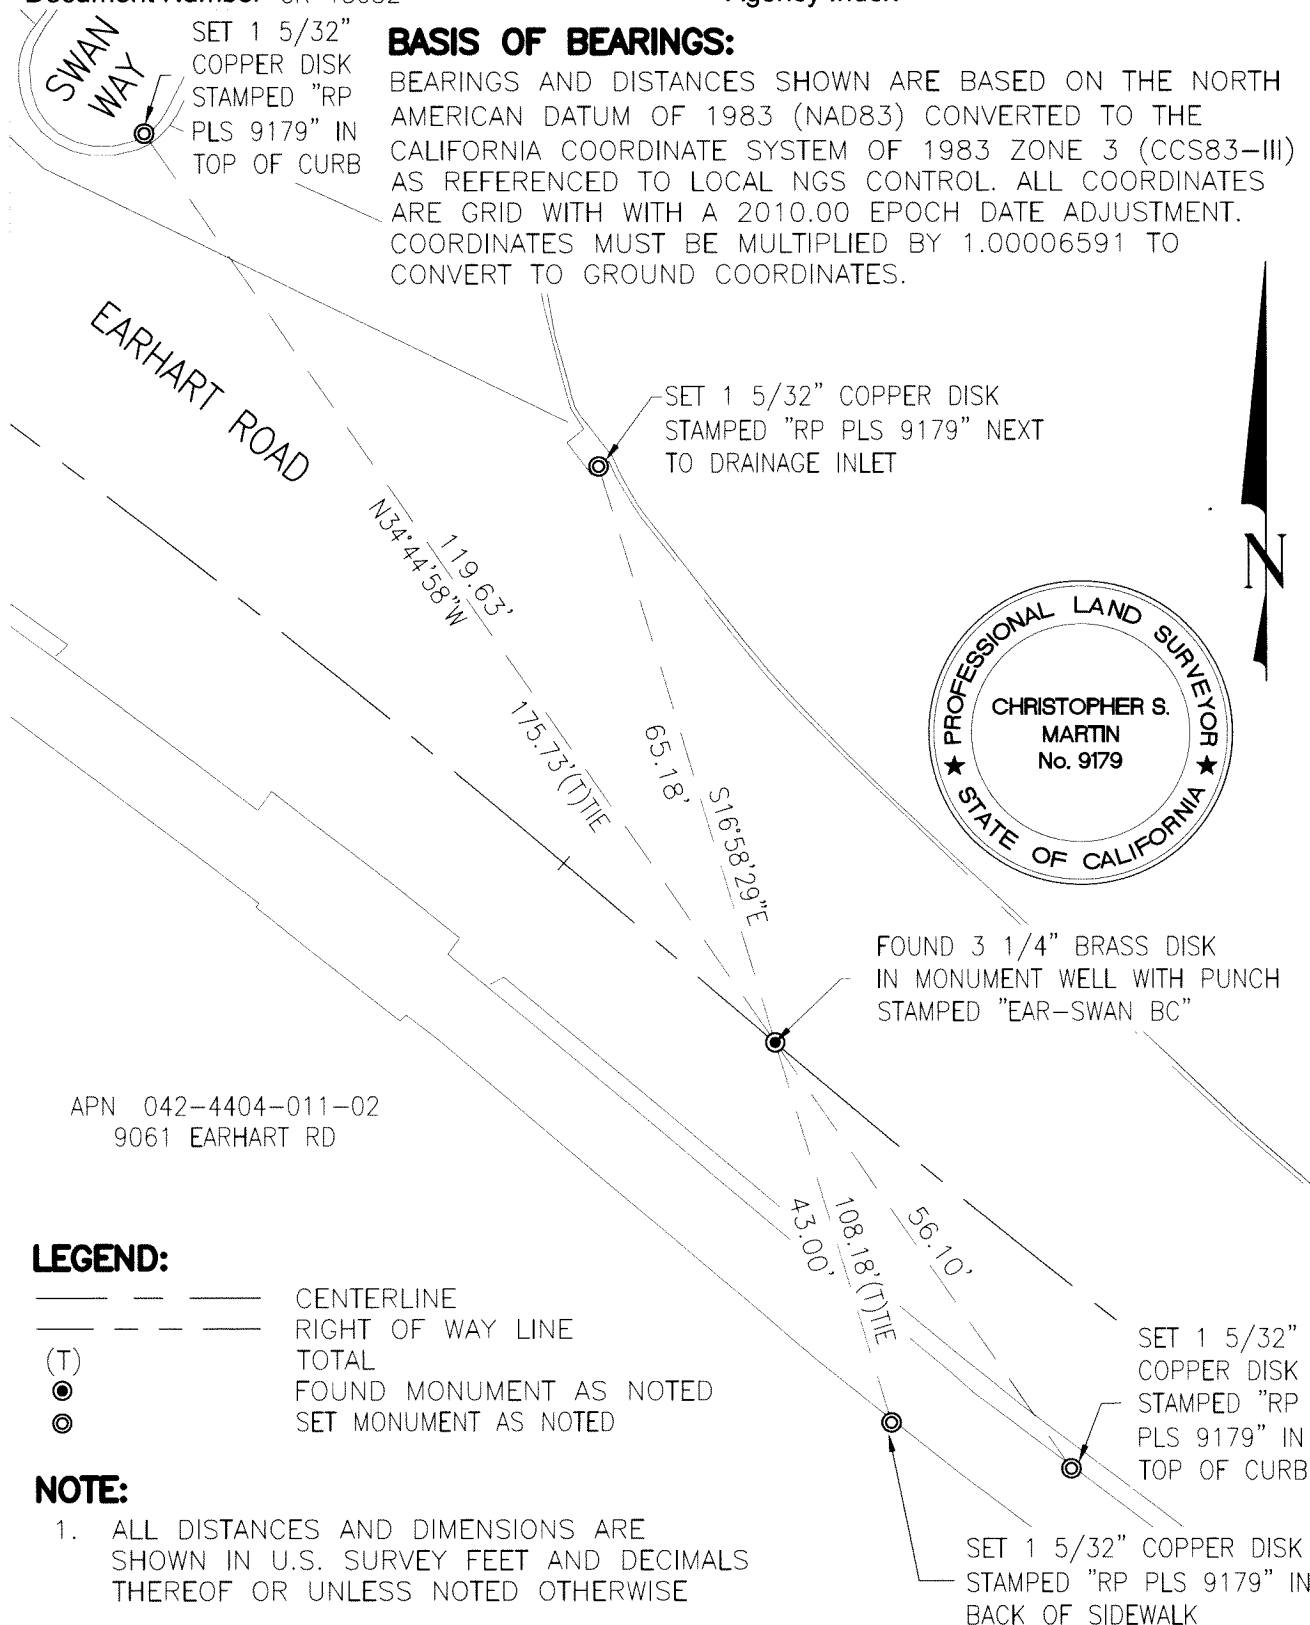 SWAN
WAY
SET 1 5/32"
COPPER DISK
STAMPED "RP
PLS 9179" IN
TOP OF CURB
BASIS OF BEARINGS:
BEARINGS AND DISTANCES SHOWN ARE BASED ON THE NORTH
AMERICAN DATUM OF 1983 (NAD83) CONVERTED TO THE
CALIFORNIA COORDINATE SYSTEM OF 1983 ZONE 3 (CCS83-III)
AS REFERENCED TO LOCAL NGS CONTROL. ALL COORDINATES
ARE GRID WITH WITH A 2010.00 EPOCH DATE ADJUSTMENT.
COORDINATES MUST BE MULTIPLIED BY 1.00006591 TO
CONVERT TO GROUND COORDINATES.
EARHART ROAD
SET 1 5/32" COPPER DISK
STAMPED "RP PLS 9179" NEXT
TO DRAINAGE INLET
N
119.63'
N34°44'58"W
175.73'(T)TIE
65.18'
S16°58'29"E
PROFESSIONAL LAND SURVEYOR
CHRISTOPHER S.
MARTIN
No. 9179
STATE OF CALIFORNIA
FOUND 3 1/4" BRASS DISK
IN MONUMENT WELL WITH PUNCH
STAMPED "EAR-SWAN BC"
APN 042-4404-011-02
9061 EARHART RD
43.00'
108.18'(T)TIE
56.10'
LEGEND:
CENTERLINE
RIGHT OF WAY LINE
(T) TOTAL
FOUND MONUMENT AS NOTED
SET MONUMENT AS NOTED
SET 1 5/32"
COPPER DISK
STAMPED "RP
PLS 9179" IN
TOP OF CURB
NOTE:
1. ALL DISTANCES AND DIMENSIONS ARE
SHOWN IN U.S. SURVEY FEET AND DECIMALS
THEREOF OR UNLESS NOTED OTHERWISE
SET 1 5/32" COPPER DISK
STAMPED "RP PLS 9179" IN
BACK OF SIDEWALK